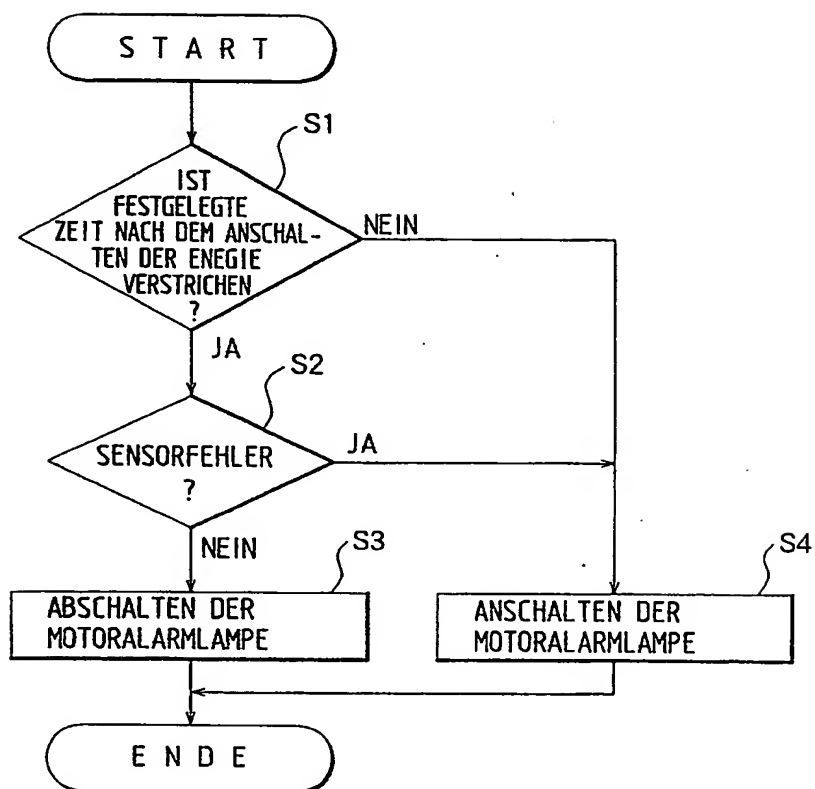 START
S1
IST
FESTGELEGTE
ZEIT NACH DEM ANSCHAL-
TEN DER ENEGIE
VERSTRICHEN
?
NEIN
JA
S2
SENSORFEHLER
?
JA
NEIN
S3
ABSCHALTEN DER
MOTORALARMLAMPE
S4
ANSCHALTEN DER
MOTORALARMLAMPE
ENDE